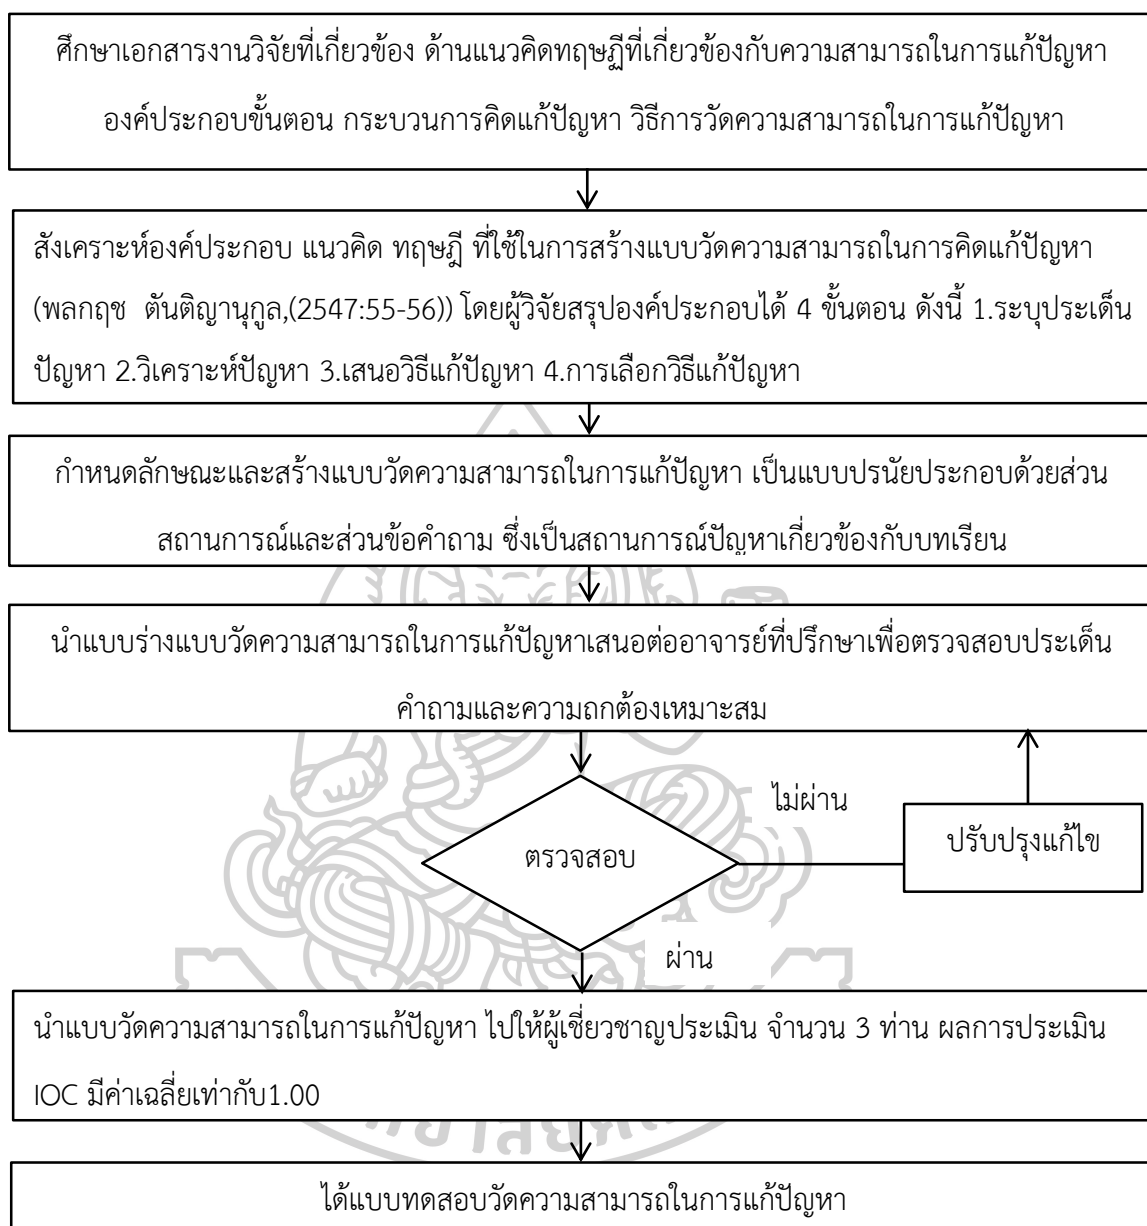 ศึกษาเอกสารงานวิจัยที่เกี่ยวข้อง ด้านแนวคิดทฤษฏีที่เกี่ยวข้องกับความสามารถในการแก้ปัญหา
องค์ประกอบขั้นตอน กระบวนการคิดแก้ปัญหา วิธีการวัดความสามารถในการแก้ปัญหา
สังเคราะห์องค์ประกอบ แนวคิด ทฤษฎี ที่ใช้ในการสร้างแบบวัดความสามารถในการคิดแก้ปัญหา
(พลกฤช ตันติญานุกูล,(2547:55-56)) โดยผู้วิจัยสรุปองค์ประกอบได้ 4 ขั้นตอน ดังนี้ 1.ระบุประเด็น
ปัญหา 2.วิเคราะห์ปัญหา 3.เสนอวิธีแก้ปัญหา 4.การเลือกวิธีแก้ปัญหา
กำหนดลักษณะและสร้างแบบวัดความสามารถในการแก้ปัญหา เป็นแบบปรนัยประกอบด้วยส่วน
สถานการณ์และส่วนข้อคำถาม ซึ่งเป็นสถานการณ์ปัญหาเกี่ยวข้องกับบทเรียน
นำแบบร่างแบบวัดความสามารถในการแก้ปัญหาเสนอต่ออาจารย์ที่ปรึกษาเพื่อตรวจสอบประเด็น
คำถามและความถูกต้องเหมาะสม
ไม่ผ่าน
ปรับปรุงแก้ไข
ตรวจสอบ
ผ่าน
นำแบบวัดความสามารถในการแก้ปัญหา ไปให้ผู้เชี่ยวชาญประเมิน จำนวน 3 ท่าน ผลการประเมิน
IOC มีค่าเฉลี่ยเท่ากับ1.00
ได้แบบทดสอบวัดความสามารถในการแก้ปัญหา